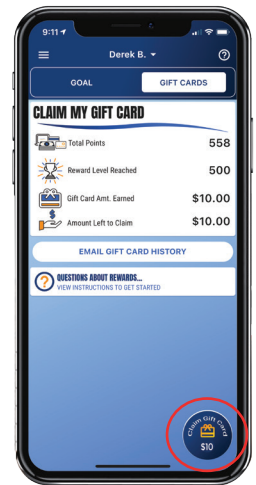 9:11
Derek B.
GOAL
GIFT CARDS
CLAIM MY GIFT CARD
Total Points 558
Reward Level Reached 500
Gift Card Amt. Earned $10.00
Amount Left to Claim $10.00
EMAIL GIFT CARD HISTORY
QUESTIONS ABOUT REWARDS...
VIEW INSTRUCTIONS TO GET STARTED
Claim Gift Card
$10